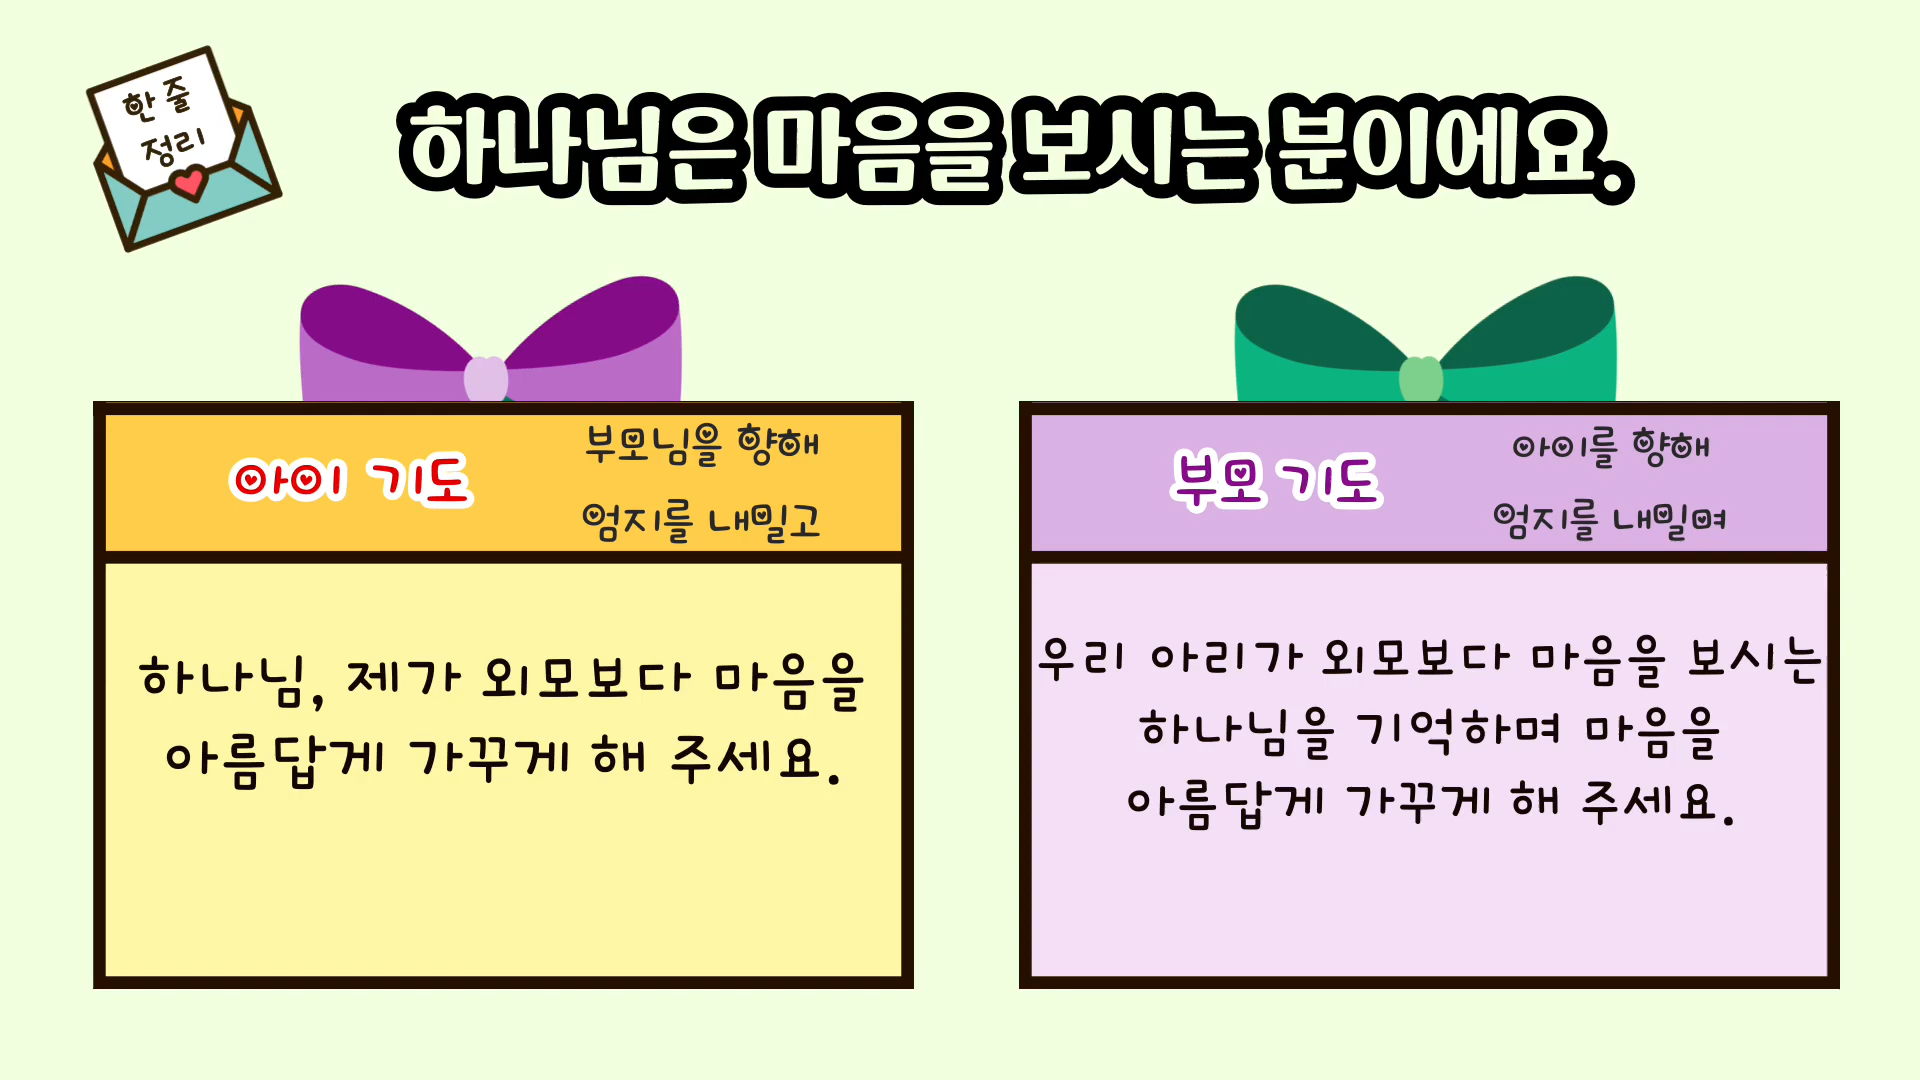 한 줄
정리
하나님은 마음을 보시는 분이에요.
아이 기도
부모님을 향해
엄지를 내밀고
하나님, 제가 외모보다 마음을
아름답게 가꾸게 해 주세요.
부모 기도
아이를 향해
엄지를 내밀며
우리 아리가 외모보다 마음을 보시는
하나님을 기억하며 마음을
아름답게 가꾸게 해 주세요.